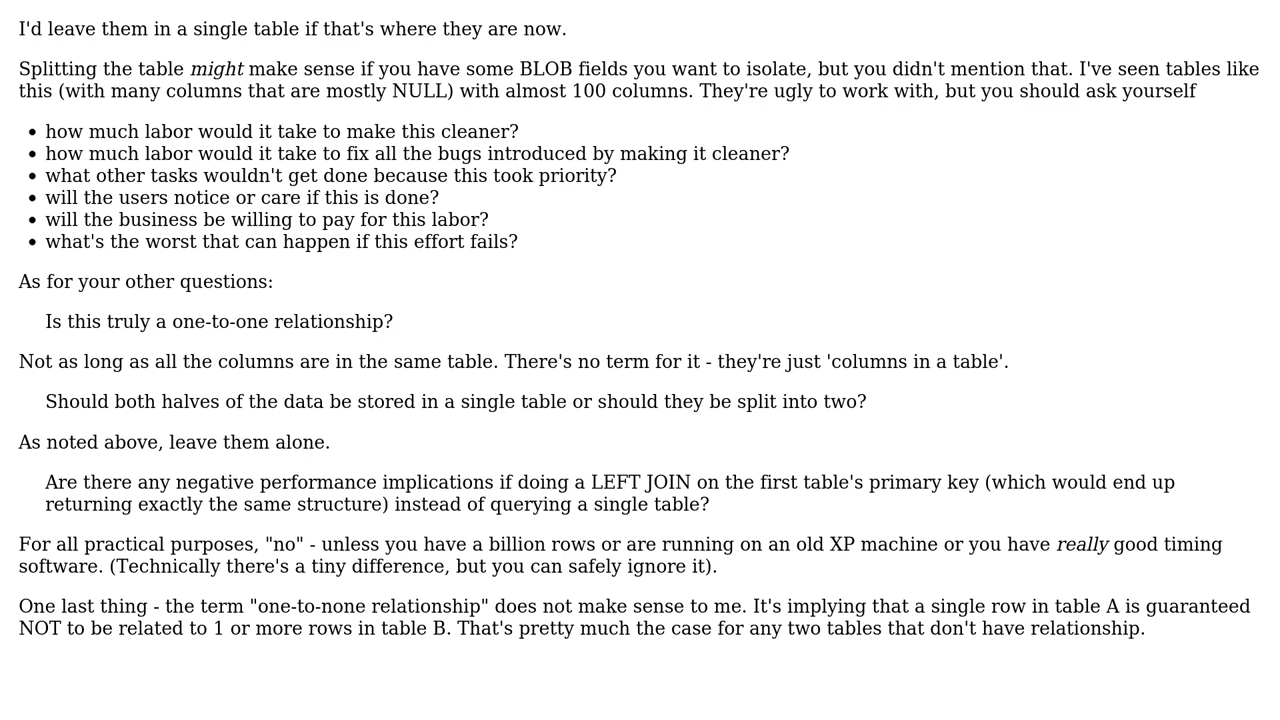 I'd leave them in a single table if that's where they are now.
Splitting the table might make sense if you have some BLOB fields you want to isolate, but you didn't mention that. I've seen tables like
this (with many columns that are mostly NULL) with almost 100 columns. They're ugly to work with, but you should ask yourself
• how much labor would it take to make this cleaner?
• how much labor would it take to fix all the bugs introduced by making it cleaner?
• what other tasks wouldn't get done because this took priority?
• will the users notice or care if this is done?
• will the business be willing to pay for this labor?
• what's the worst that can happen if this effort fails?
As for your other questions:
Is this truly a one-to-one relationship?
Not as long as all the columns are in the same table. There's no term for it - they're just 'columns in a table'.
Should both halves of the data be stored in a single table or should they be split into two?
As noted above, leave them alone.
Are there any negative performance implications if doing a LEFT JOIN on the first table's primary key (which would end up
returning exactly the same structure) instead of querying a single table?
For all practical purposes, "no" - unless you have a billion rows or are running on an old XP machine or you have really good timing
software. (Technically there's a tiny difference, but you can safely ignore it).
One last thing - the term "one-to-none relationship" does not make sense to me. It's implying that a single row in table A is guaranteed
NOT to be related to 1 or more rows in table B. That's pretty much the case for any two tables that don't have relationship.